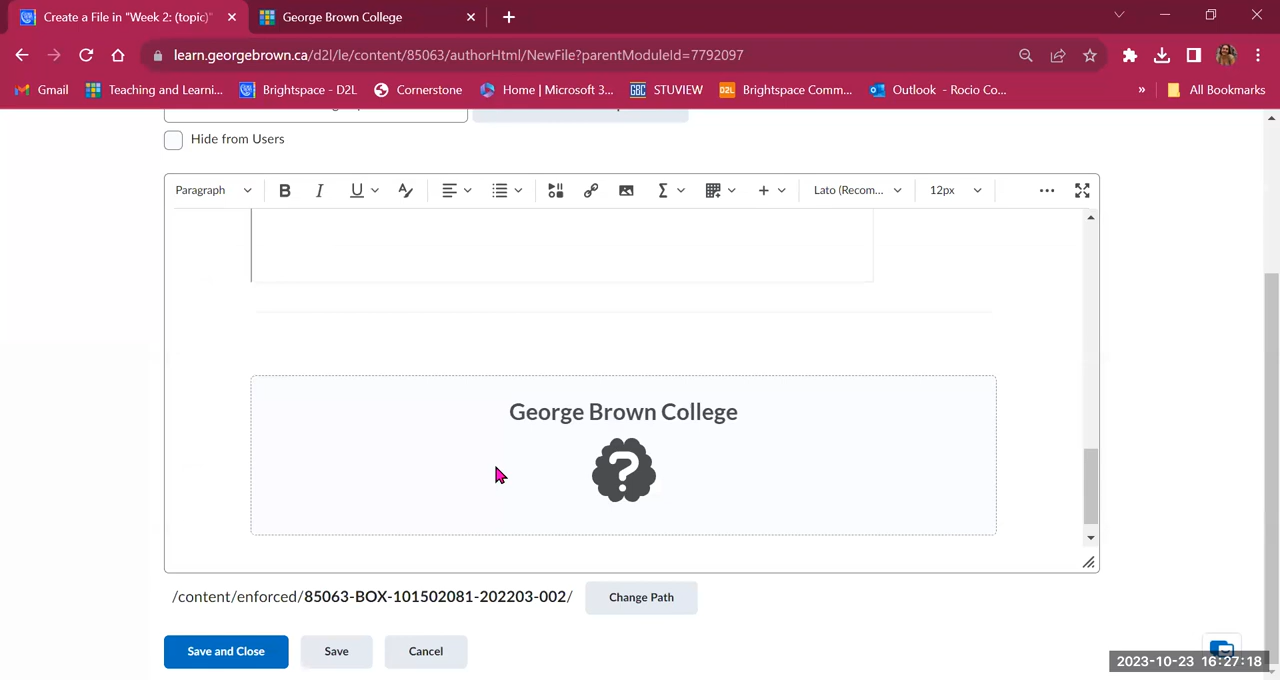 Create a File in "Week 2: (topic)"
George Brown College
learn.georgebrown.ca/d2l/le/content/85063/authorHtml/NewFile?parentModuleId=7792097
Gmail
Teaching and Learni...
Brightspace - D2L
Cornerstone
Home | Microsoft 3...
GBC STUVIEW
D2L Brightspace Comm...
Outlook - Rocio Co...
»
All Bookmarks
Hide from Users
Paragraph
B I U
Lato (Recom...
12px
George Brown College
?
/content/enforced/85063-BOX-101502081-202203-002/
Change Path
Save and Close
Save
Cancel
2023-10-23 16:27:18